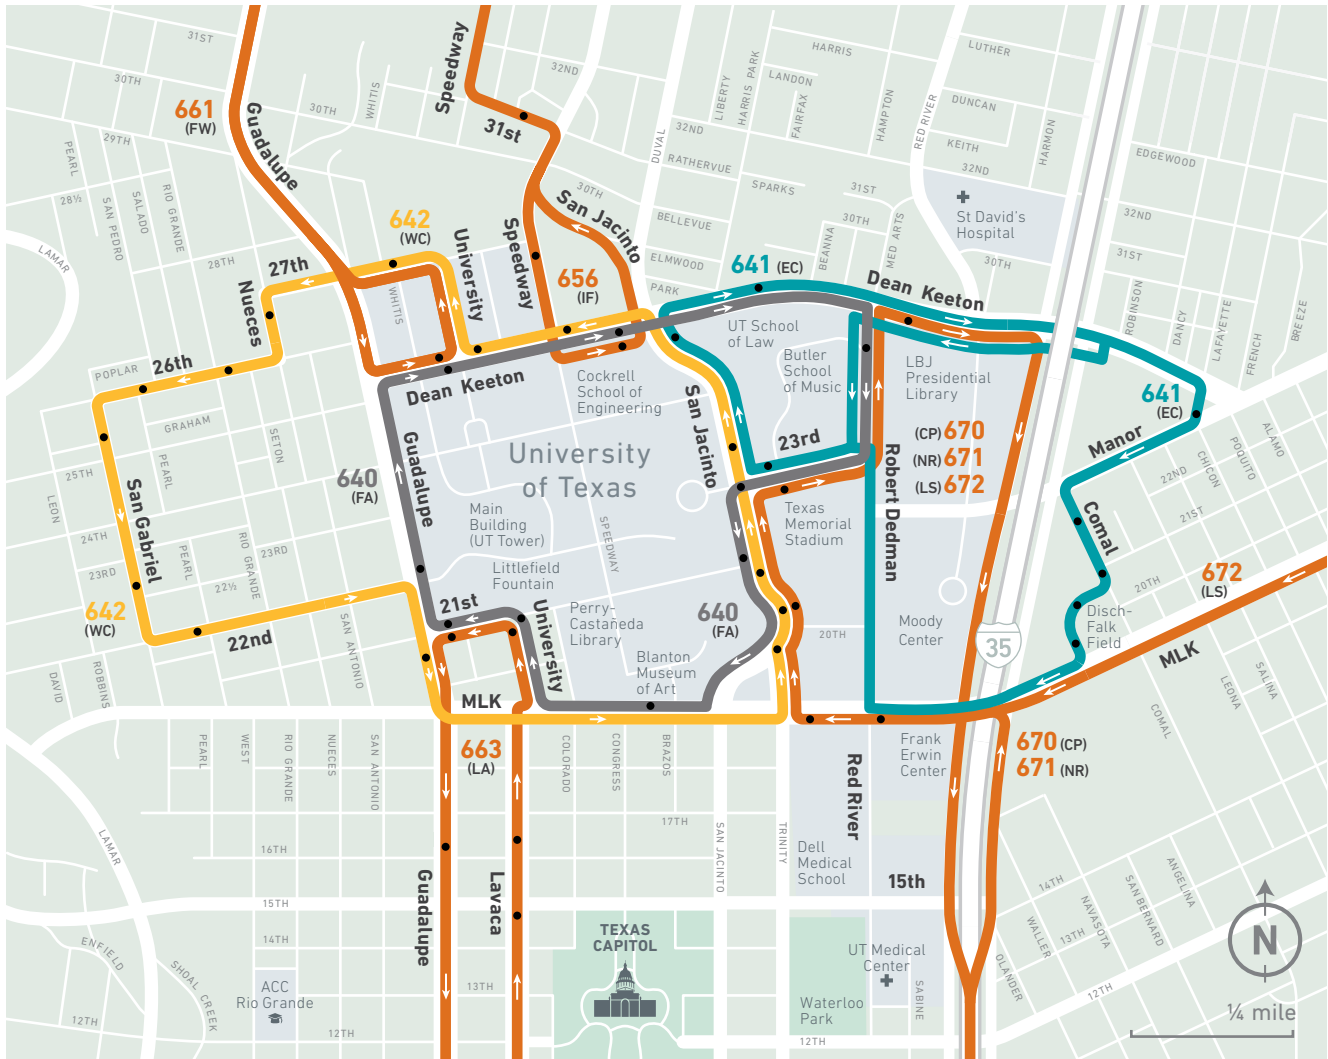 31ST
32ND
HARRIS
LUTHER
Speedway
LANDON
30TH
WHITIS
LIBERTY
HARRIS PARK
FAIRFAX
HAMPTON
DUNCAN
RED RIVER
661
(FW)
Guadalupe
30TH
31st
32ND
DUVAL
KEITH
HARMON
29TH
PEARL
RATHERVUE
32ND
EDGEWOOD
28½
SAN PEDRO
SALADO
RIO GRANDE
30TH
SPARKS
31ST
St David's
Hospital
San Jacinto
BELLEVUE
30TH
BEANNA
MED ARTS
32ND
642
(WC)
University
Speedway
LAMAR
28TH
27th
ELMWOOD
30TH
31ST
641 (EC)
Dean Keeton
656
(IF)
PARK
WHITIS
Nueces
ROBINSON
DANCY
LAFAYETTE
FRENCH
BREEZE
UT School
of Law
Butler
School
of Music
LBJ
Presidential
Library
26th
POPLAR
Dean Keeton
Cockrell
School of
Engineering
San Jacinto
641
(EC)
GRAHAM
SETON
Guadalupe
University
of Texas
23rd
(CP) 670
(NR) 671
(LS) 672
Robert Dedman
Manor
ALAMO
POQUITO
CHICON
22ND
21ST
25TH
PEARL
LEON
San Gabriel
640
(FA)
Main
Building
(UT Tower)
SPEEDWAY
Texas
Memorial
Stadium
Comal
24TH
23RD
PEARL
22½
RIO GRANDE
23RD
Littlefield
Fountain
20TH
672
(LS)
642
(WC)
22nd
SAN ANTONIO
21st
University
Perry-
Castañeda
Library
640
(FA)
20TH
Moody
Center
Disch-
Falk
Field
35
MLK
Blanton
Museum
of Art
DAVID
ROBBINS
MLK
COMAL
LEONA
SALINA
663
(LA)
PEARL
WEST
RIO GRANDE
NUECES
SAN ANTONIO
COLORADO
CONGRESS
BRAZOS
Frank
Erwin
Center
670 (CP)
671 (NR)
Red River
LAMAR
17TH
SAN JACINTO
TRINITY
16TH
Dell
Medical
School
15th
Guadalupe
Lavaca
14TH
WALLER
13TH
NAVASOTA
SAN BERNARD
ANGELINA
15TH
14TH
TEXAS
CAPITOL
N
ENFIELD
SHOAL CREEK
UT Medical
Center
OLANDER
ACC
Rio Grande
13TH
Waterloo
Park
SABINE
12TH
¼ mile
12TH
12TH
12TH